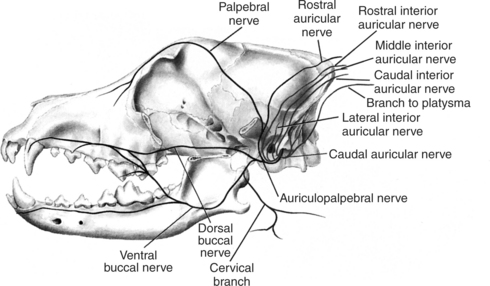 Palpebral
nerve
Rostral
auricular
nerve
Rostral interior
auricular nerve
Middle interior
auricular nerve
Caudal interior
auricular nerve
Branch to platysma
Lateral interior
auricular nerve
Caudal auricular nerve
Auriculopalpebral nerve
Dorsal
buccal
nerve
Ventral
buccal nerve
Cervical
branch